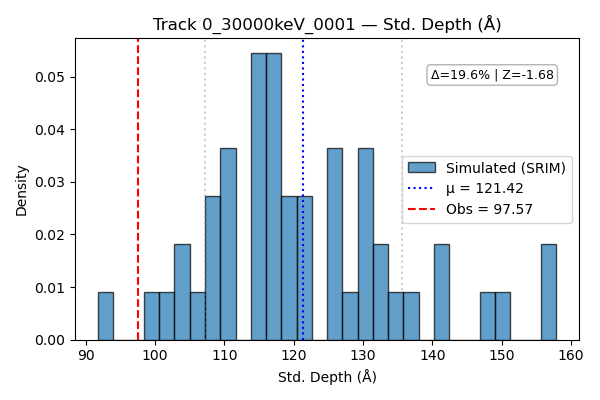 Track 0_30000keV_0001 — Std. Depth (Å)
Δ=19.6% | Z=-1.68
Simulated (SRIM)
μ = 121.42
Obs = 97.57
Density
0.05
0.04
0.03
0.02
0.01
0.00
90 100 110 120 130 140 150 160
Std. Depth (Å)